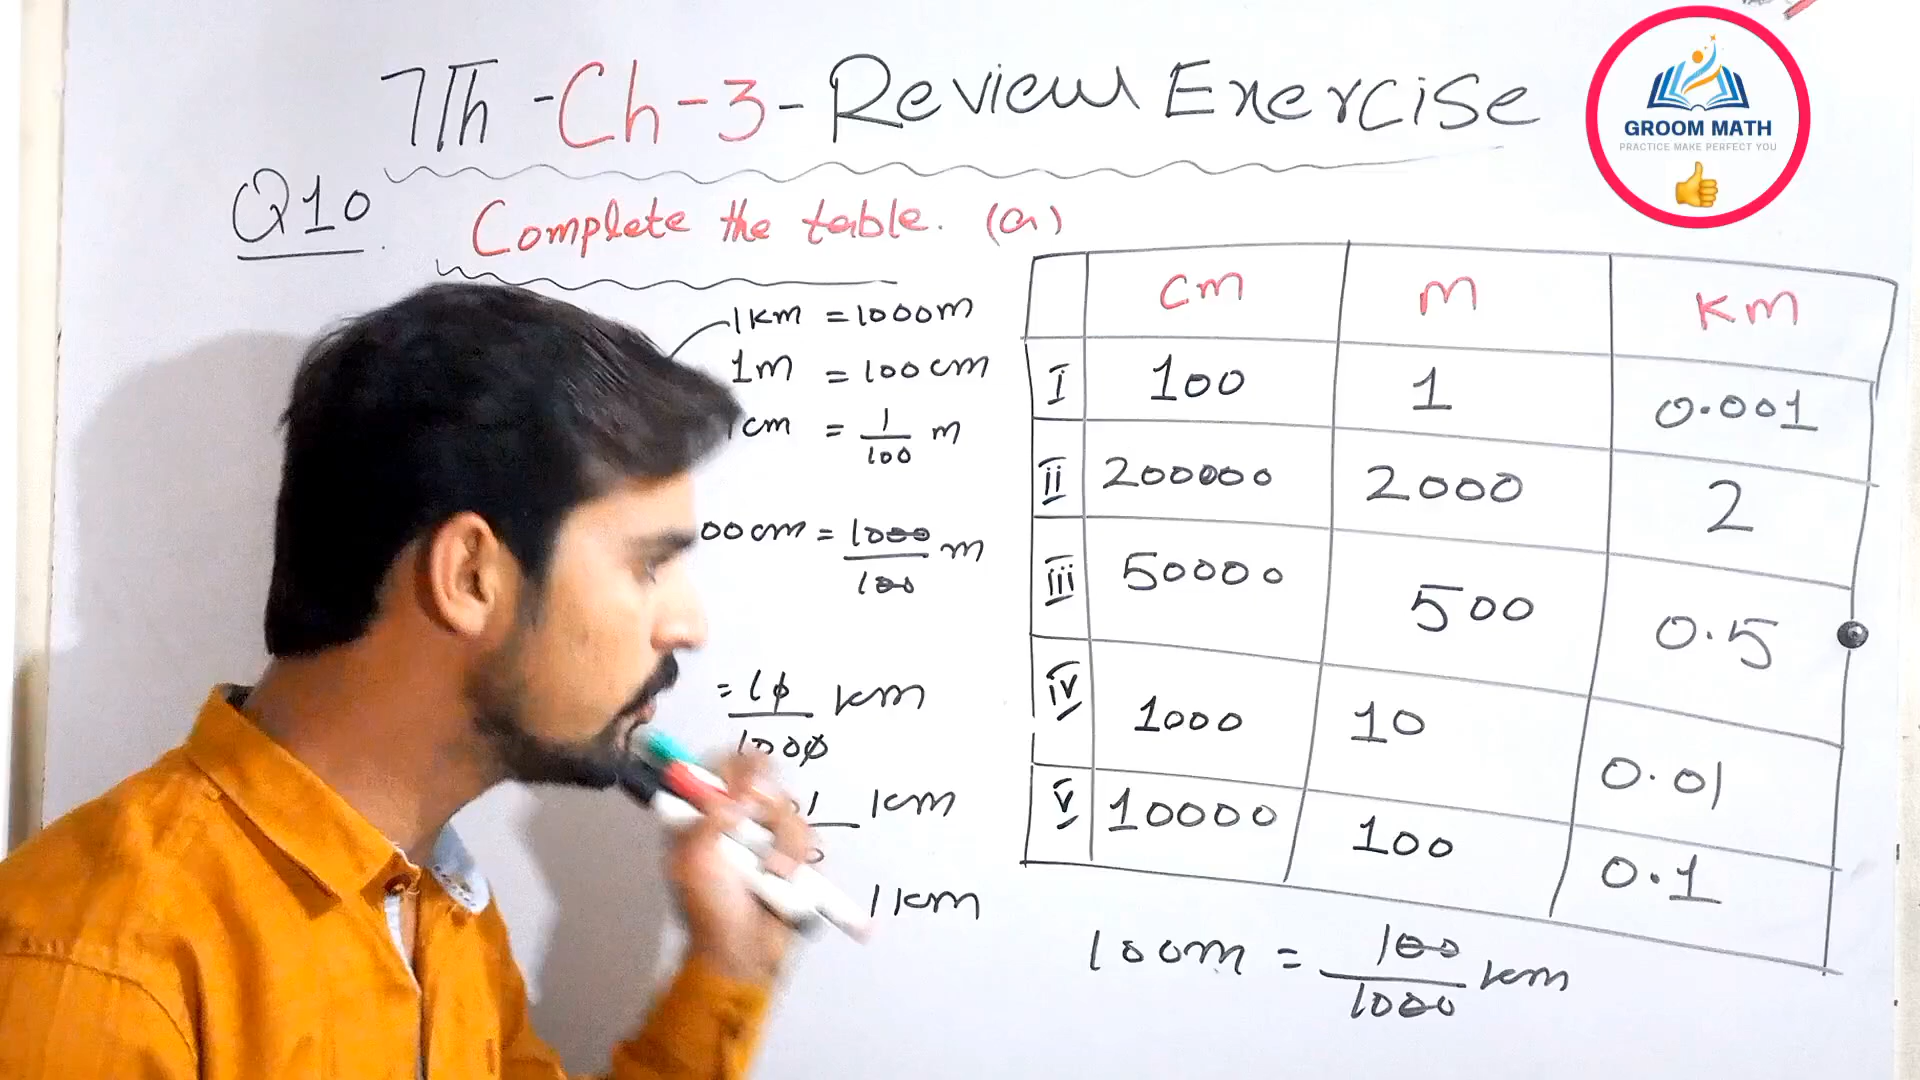 7Th - Ch - 3 - Review Exercise
GROOM MATH
PRACTICE MAKE PERFECT YOU
Q10 Complete the table. (a)
1km = 1000m
1m = 100cm
cm = 1/100 m
00cm = 1000/100 m
= 10/1000 km
km
1km
cm m km
I 100 1 0.001
ii 200000 2000 2
iii 50000 500 0.5
iv 1000 10 0.01
v 10000 100 0.1
100m = 100/1000 km